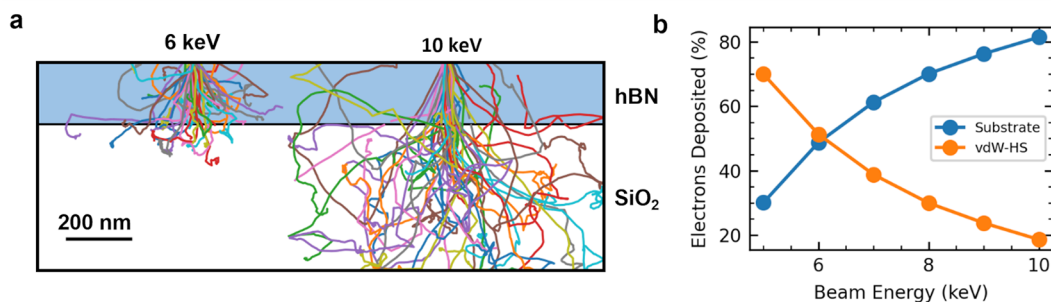 a
6 keV
10 keV
hBN
SiO₂
200 nm
b
Electrons Deposited (%)
80
60
40
20
Substrate
vdW-HS
6
8
10
Beam Energy (keV)